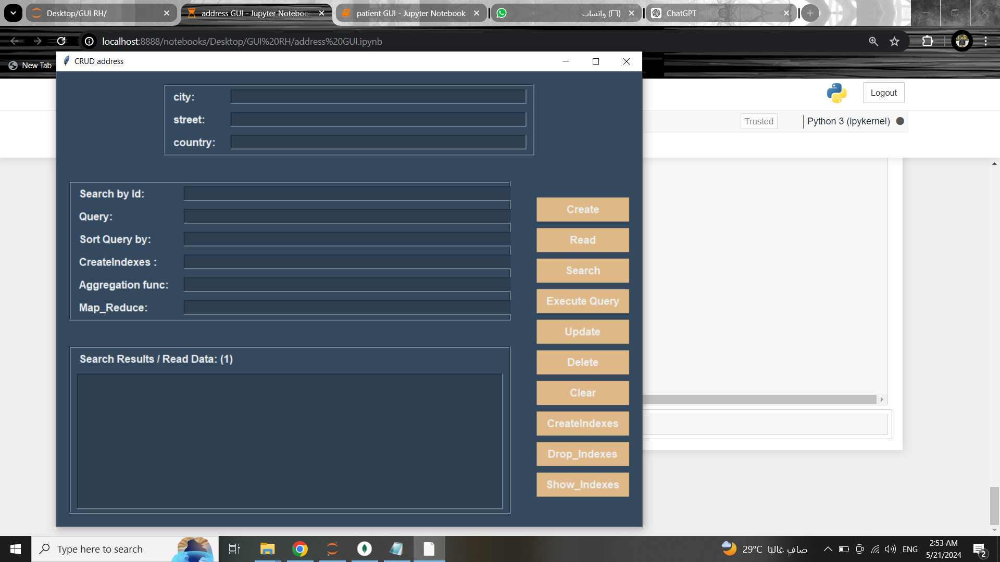 Desktop/GUI RH/
address GUI - Jupyter Noteboo
patient GUI - Jupyter Notebook
(٢٦) واتساب
ChatGPT
localhost:8888/notebooks/Desktop/GUI%20RH/address%20GUI.ipynb
New Tab
CRUD address
Logout
Trusted
Python 3 (ipykernel)
city:
street:
country:
Search by Id:
Query:
Sort Query by:
CreateIndexes :
Aggregation func:
Map_Reduce:
Search Results / Read Data: (1)
Create
Read
Search
Execute Query
Update
Delete
Clear
CreateIndexes
Drop_Indexes
Show_Indexes
Type here to search
29°C صافٍ غالبًا
ENG
2:53 AM
5/21/2024
2